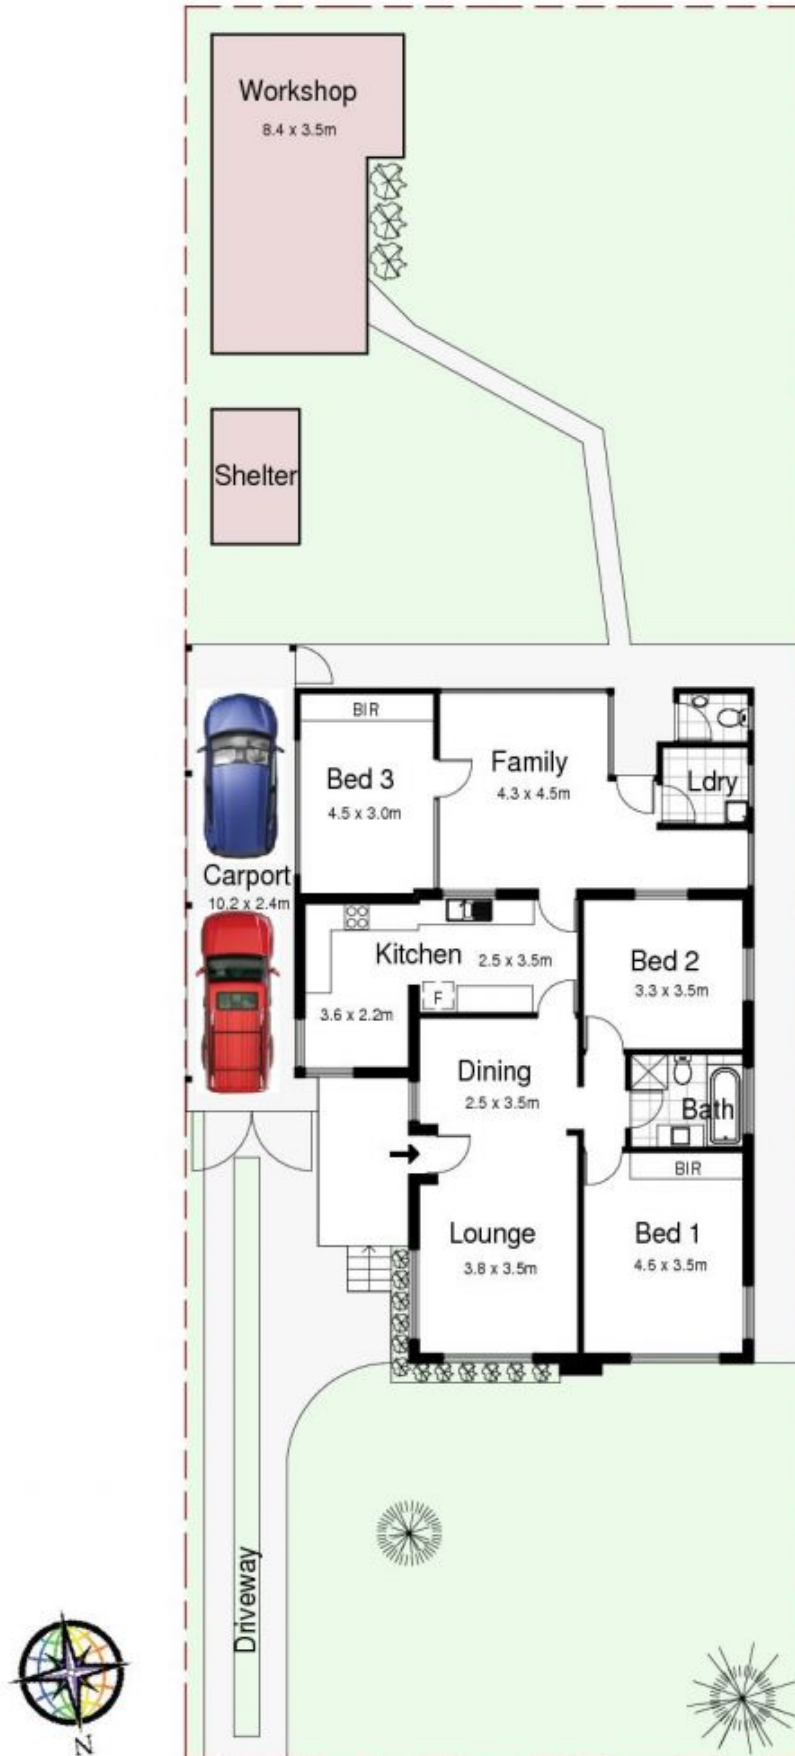 Workshop
8.4 x 3.5m
Shelter
BIR
Bed 3
4.5 x 3.0m
Family
4.3 x 4.5m
Ldry
Carport
10.2 x 2.4m
Kitchen 2.5 x 3.5m
F
3.6 x 2.2m
Bed 2
3.3 x 3.5m
Dining
2.5 x 3.5m
Bath
BIR
Lounge
3.8 x 3.5m
Bed 1
4.6 x 3.5m
Driveway
N